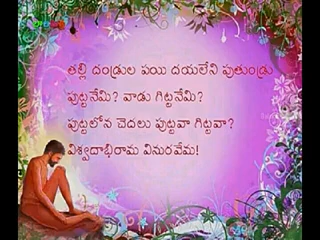 తల్లి దండ్రుల పయి దయలేని పుత్రుండు
పుట్టనేమి? వాడు గిట్టనేమి?
పుట్టలోన చెదలు పుట్టవా గిట్టవా?
విశ్వదాభిరామ వినురవేమ!